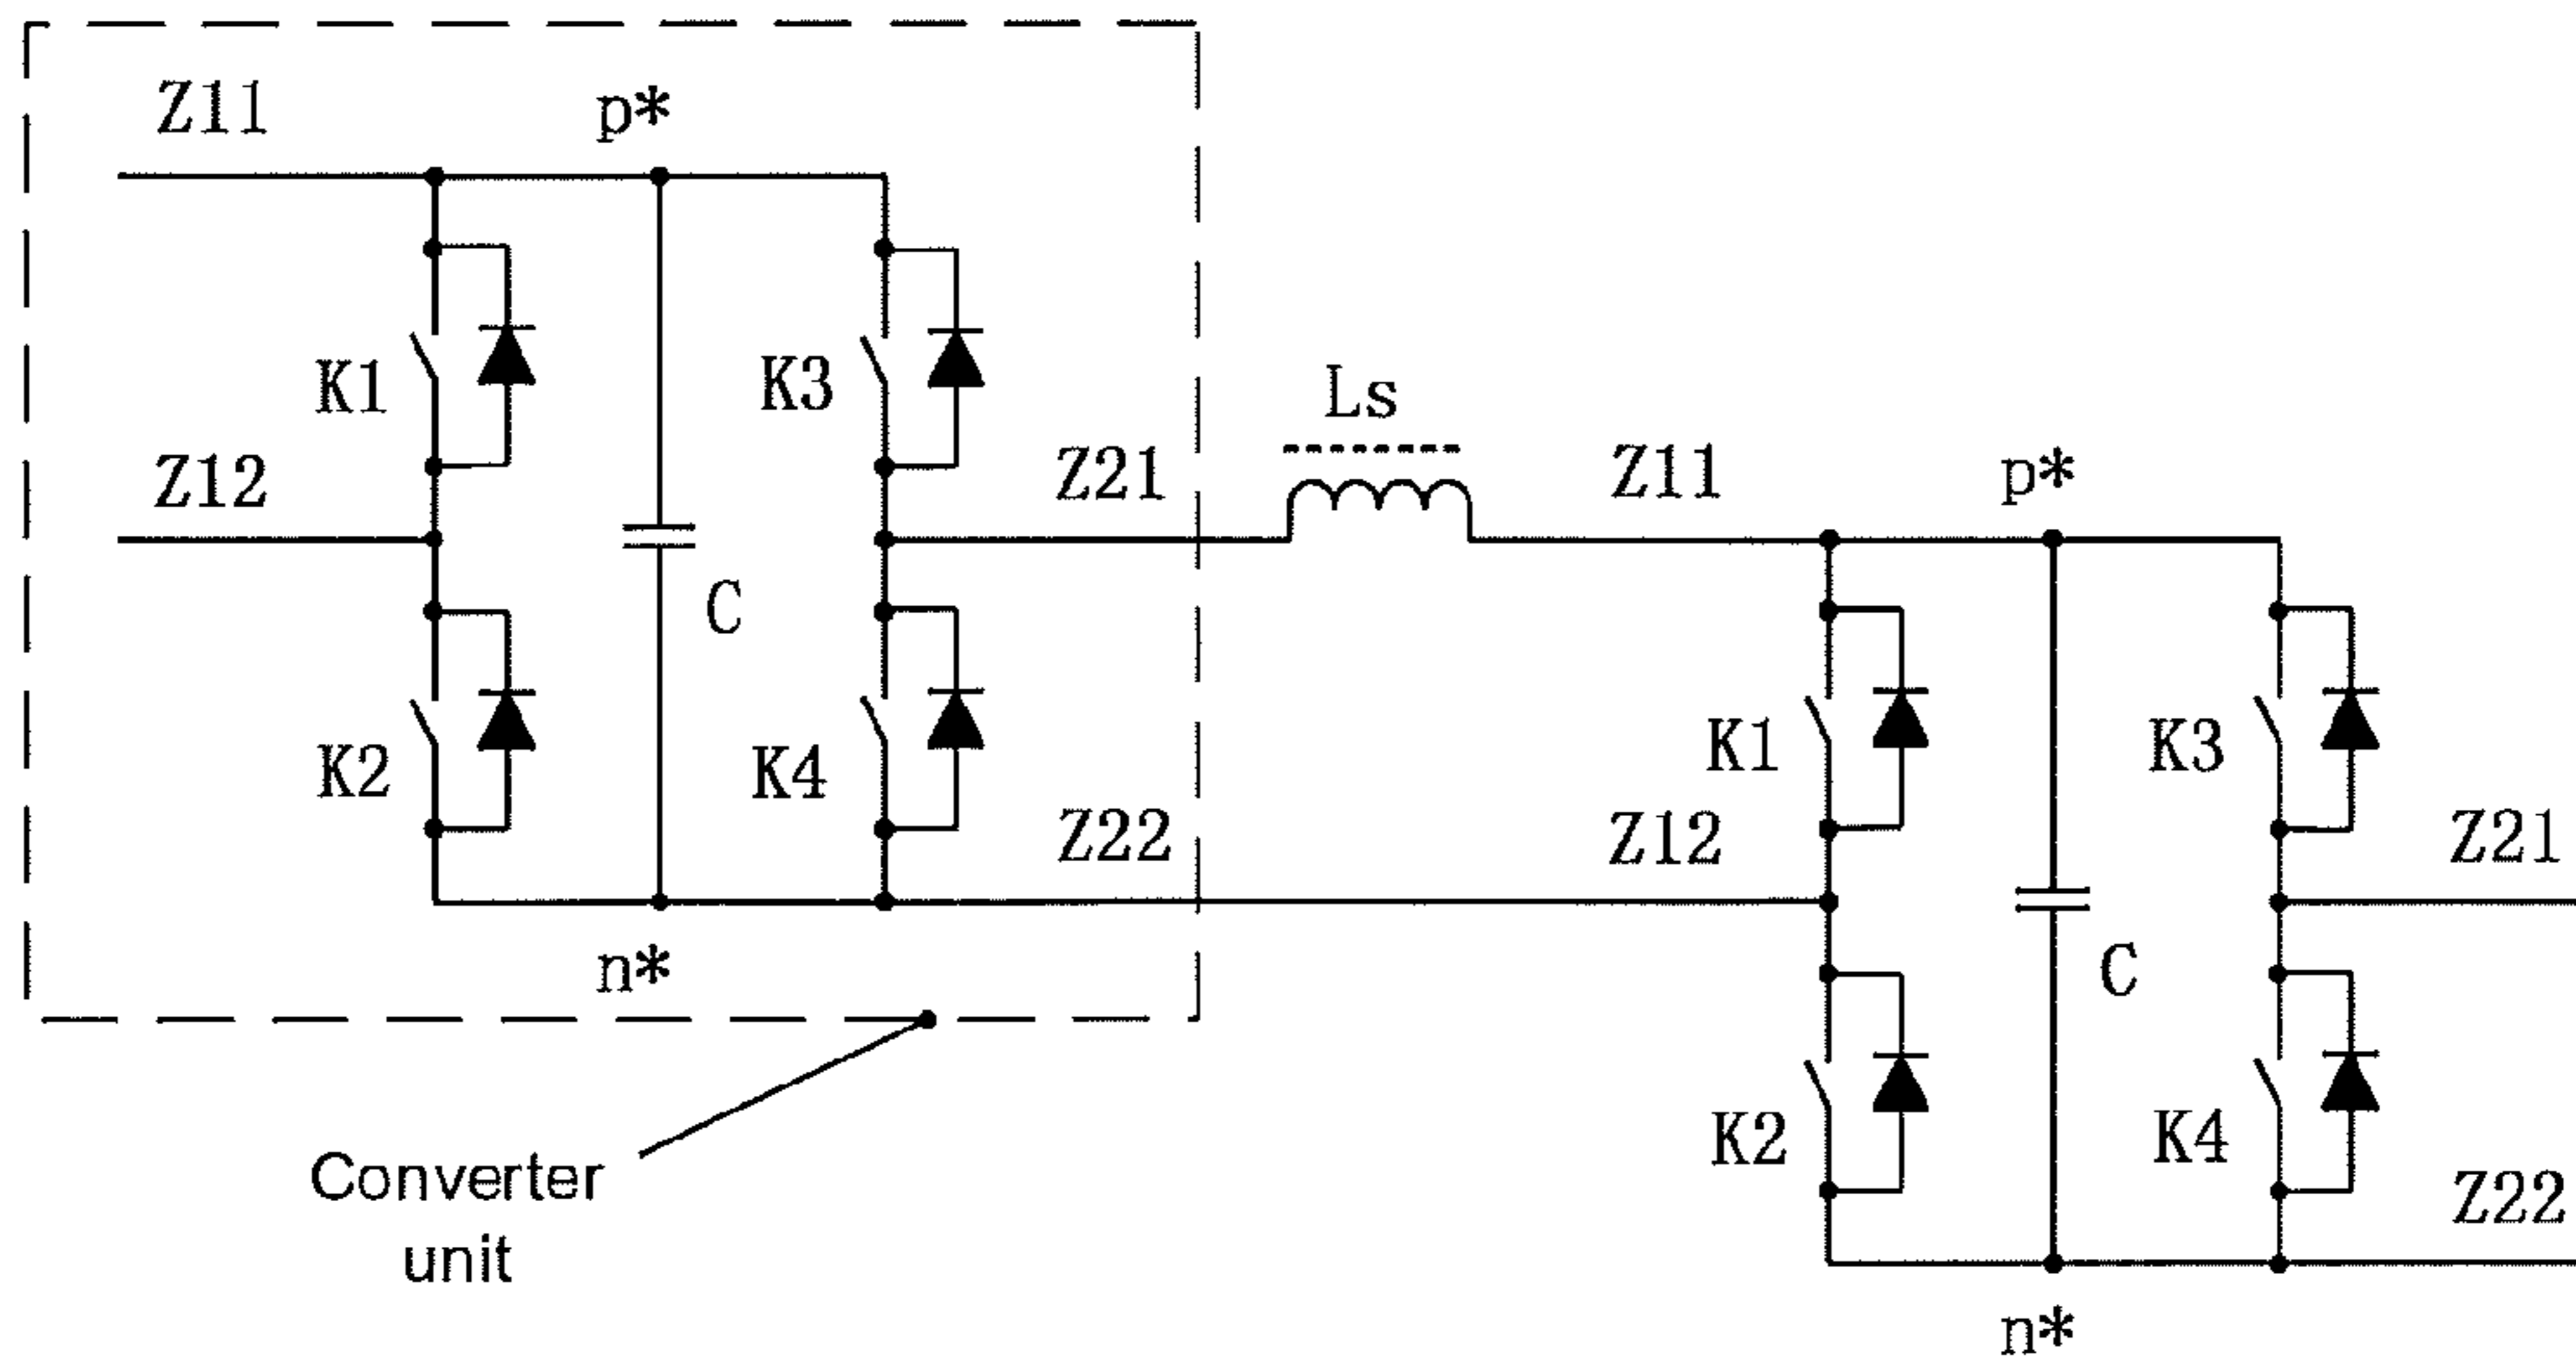 Z11
p*
K1
K3
Z12
Z21
C
K2
K4
Z22
n*
Converter
unit
Ls
Z11
p*
K1
K3
Z12
Z21
C
K2
K4
Z22
n*